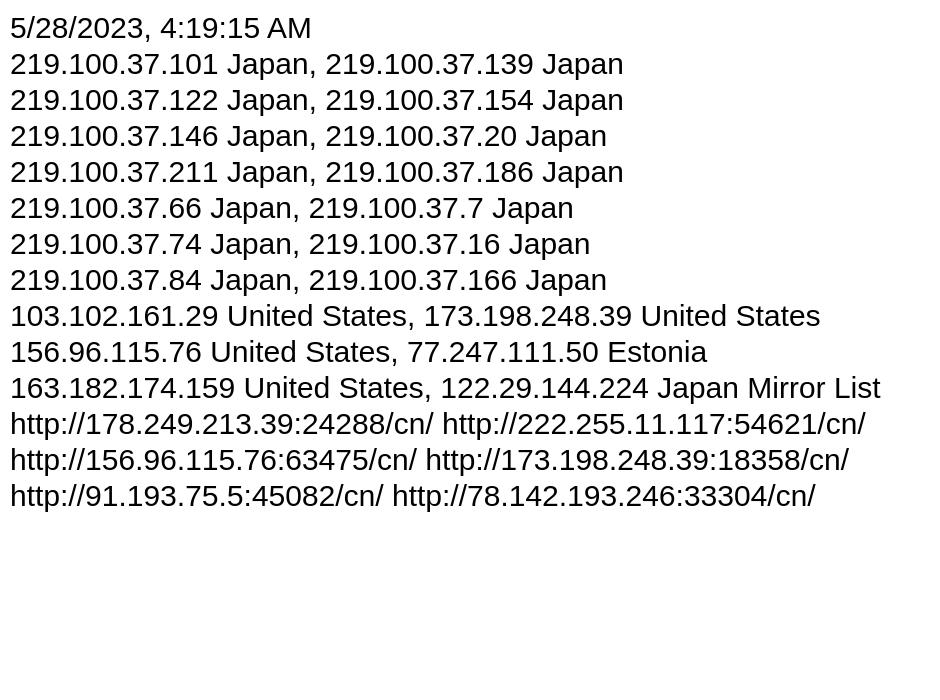 5/28/2023, 4:19:15 AM
219.100.37.101 Japan, 219.100.37.139 Japan
219.100.37.122 Japan, 219.100.37.154 Japan
219.100.37.146 Japan, 219.100.37.20 Japan
219.100.37.211 Japan, 219.100.37.186 Japan
219.100.37.66 Japan, 219.100.37.7 Japan
219.100.37.74 Japan, 219.100.37.16 Japan
219.100.37.84 Japan, 219.100.37.166 Japan
103.102.161.29 United States, 173.198.248.39 United States
156.96.115.76 United States, 77.247.111.50 Estonia
163.182.174.159 United States, 122.29.144.224 Japan Mirror List
http://178.249.213.39:24288/cn/ http://222.255.11.117:54621/cn/
http://156.96.115.76:63475/cn/ http://173.198.248.39:18358/cn/
http://91.193.75.5:45082/cn/ http://78.142.193.246:33304/cn/